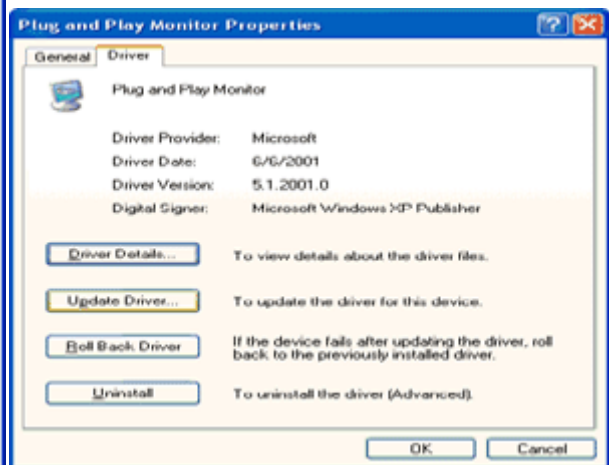 Plug and Play Monitor Properties
General Driver
Plug and Play Monitor
Driver Provider: Microsoft
Driver Date: 6/6/2001
Driver Version: 5.1.2001.0
Digital Signer: Microsoft Windows XP Publisher
Driver Details... To view details about the driver files.
Update Driver... To update the driver for this device.
Roll Back Driver If the device fails after updating the driver, roll
back to the previously installed driver.
Uninstall To uninstall the driver (Advanced).
OK Cancel